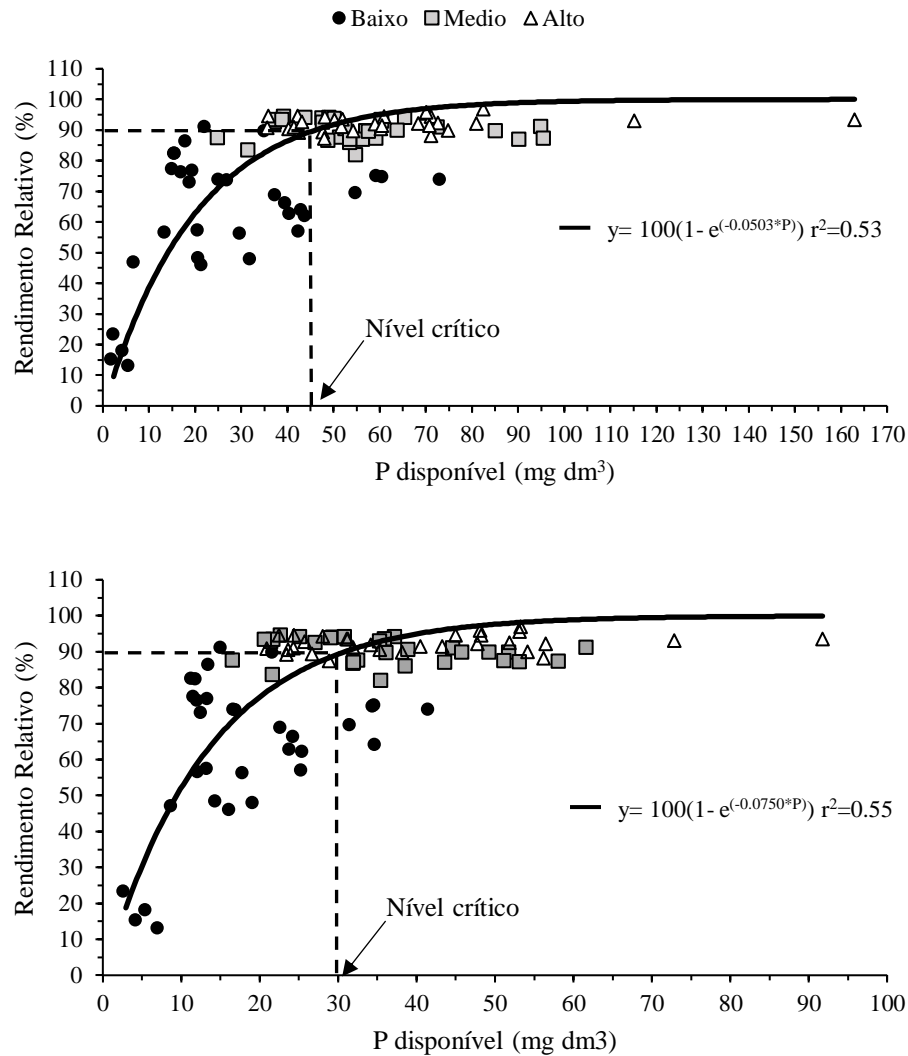 Baixo Medio Alto
110
100
90
80
70
60
50
40
30
20
10
0
Rendimento Relativo (%)
y= 100(1- e(-0.0503*P)) r²=0.53
Nível crítico
0 10 20 30 40 50 60 70 80 90 100 110 120 130 140 150 160 170
P disponível (mg dm³)
110
100
90
80
70
60
50
40
30
20
10
0
Rendimento Relativo (%)
y= 100(1- e(-0.0750*P)) r²=0.55
Nível crítico
0 10 20 30 40 50 60 70 80 90 100
P disponível (mg dm3)